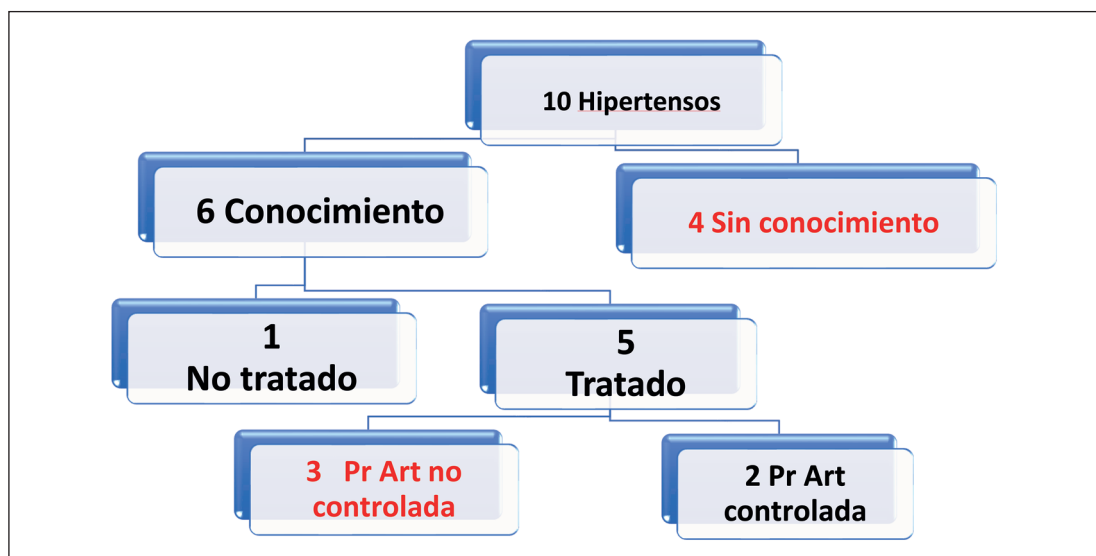 10 Hipertensos
6 Conocimiento
4 Sin conocimiento
1
No tratado
5
Tratado
3 Pr Art no
controlada
2 Pr Art
controlada